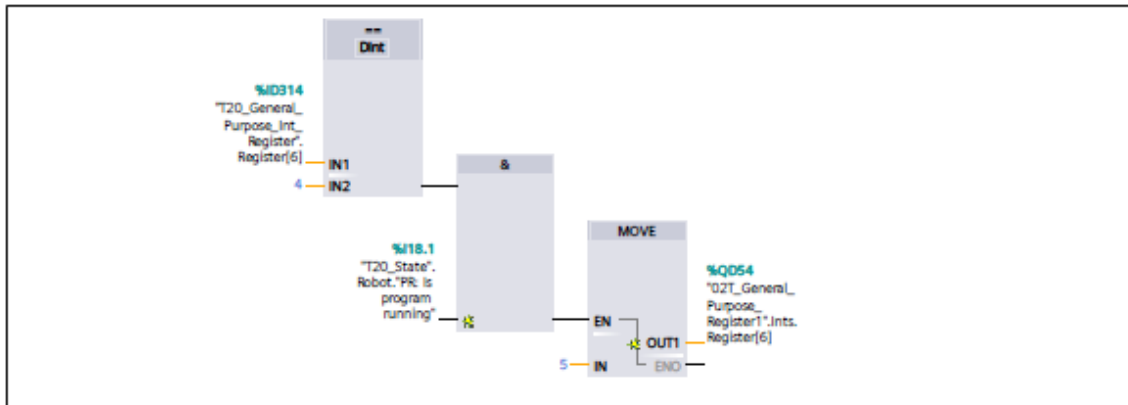 ==
DInt
%ID314
"T20_General_
Purpose_Int_
Register".
Register[6]
IN1
4
IN2
&
%I18.1
"T20_State".
Robot."PR: is
program
running"
MOVE
EN
5
IN
OUT1
ENO
%QD54
"O2T_General_
Purpose_
Register1".Ints.
Register[6]